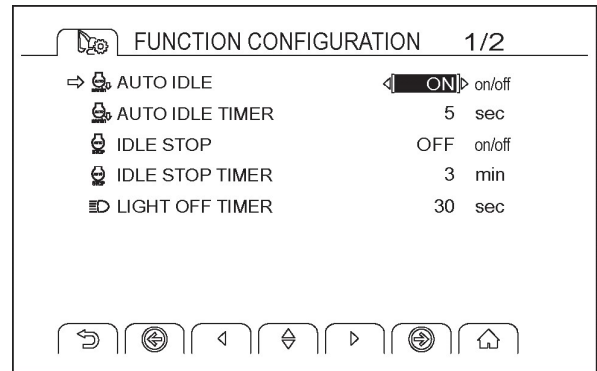 FUNCTION CONFIGURATION 1/2
AUTO IDLE ON on/off
AUTO IDLE TIMER 5 sec
IDLE STOP OFF on/off
IDLE STOP TIMER 3 min
LIGHT OFF TIMER 30 sec